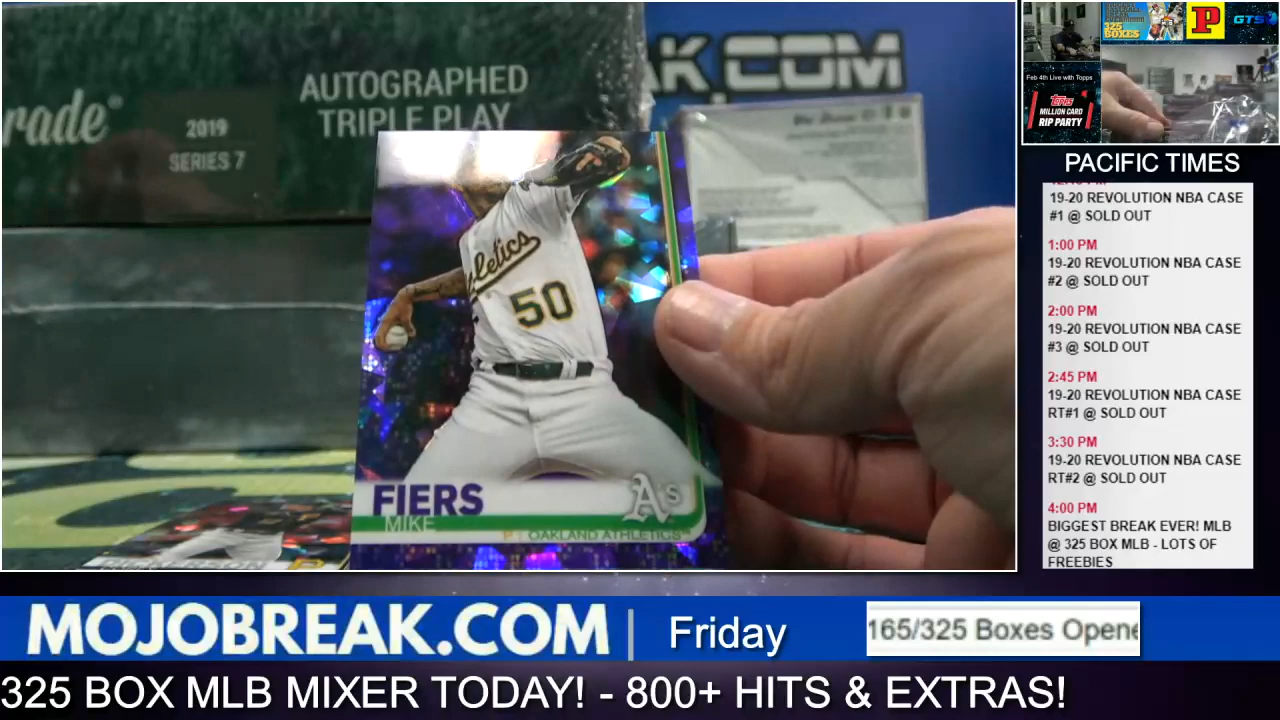 rade®
2019
SERIES 7
AUTOGRAPHED
TRIPLE PLAY
EAK.COM
Athletics
50
FIERS
MIKE
A's
P | OAKLAND ATHLETICS™
325
BOXES
P
GTS
Feb 4th Live with Topps
Topps
MILLION CARD
RIP PARTY
PACIFIC TIMES
19-20 REVOLUTION NBA CASE
#1 @ SOLD OUT
1:00 PM
19-20 REVOLUTION NBA CASE
#2 @ SOLD OUT
2:00 PM
19-20 REVOLUTION NBA CASE
#3 @ SOLD OUT
2:45 PM
19-20 REVOLUTION NBA CASE
RT#1 @ SOLD OUT
3:30 PM
19-20 REVOLUTION NBA CASE
RT#2 @ SOLD OUT
4:00 PM
BIGGEST BREAK EVER! MLB
@ 325 BOX MLB - LOTS OF
FREEBIES
MOJOBREAK.COM | Friday
165/325 Boxes Opene
325 BOX MLB MIXER TODAY! - 800+ HITS & EXTRAS!